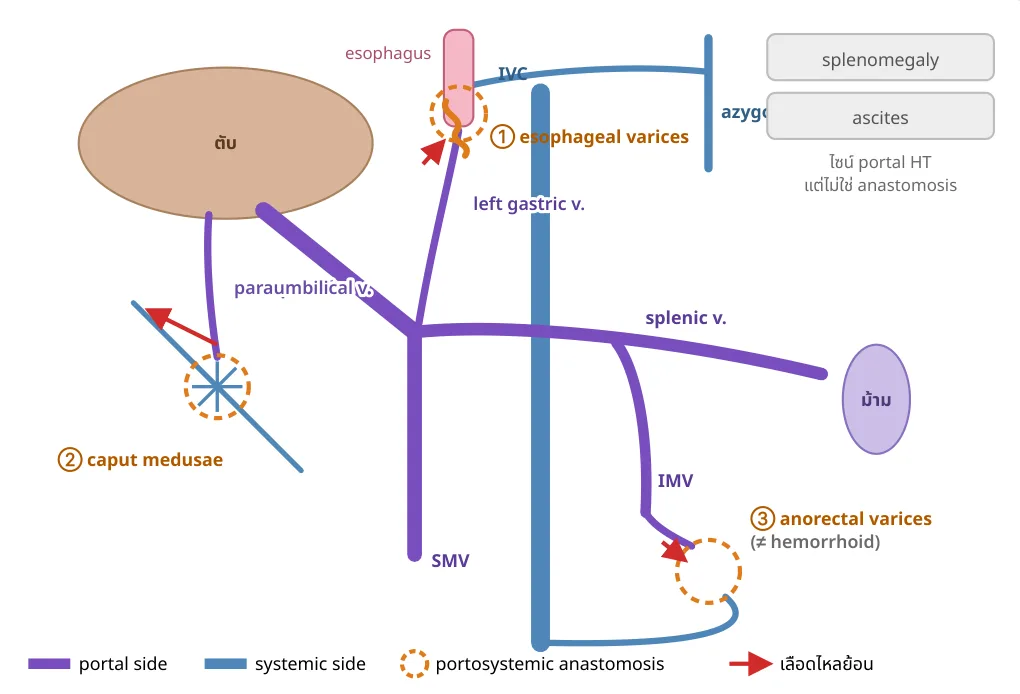 esophagus
IVC
splenomegaly
azygo
ascites
① esophageal varices
ตับ
ไซน์ portal HT
แต่ไม่ใช่ anastomosis
left gastric v.
paraumbilical v.
splenic v.
ม้าม
② caput medusae
IMV
③ anorectal varices
(≠ hemorrhoid)
SMV
portal side
systemic side
portosystemic anastomosis
เลือดไหลย้อน